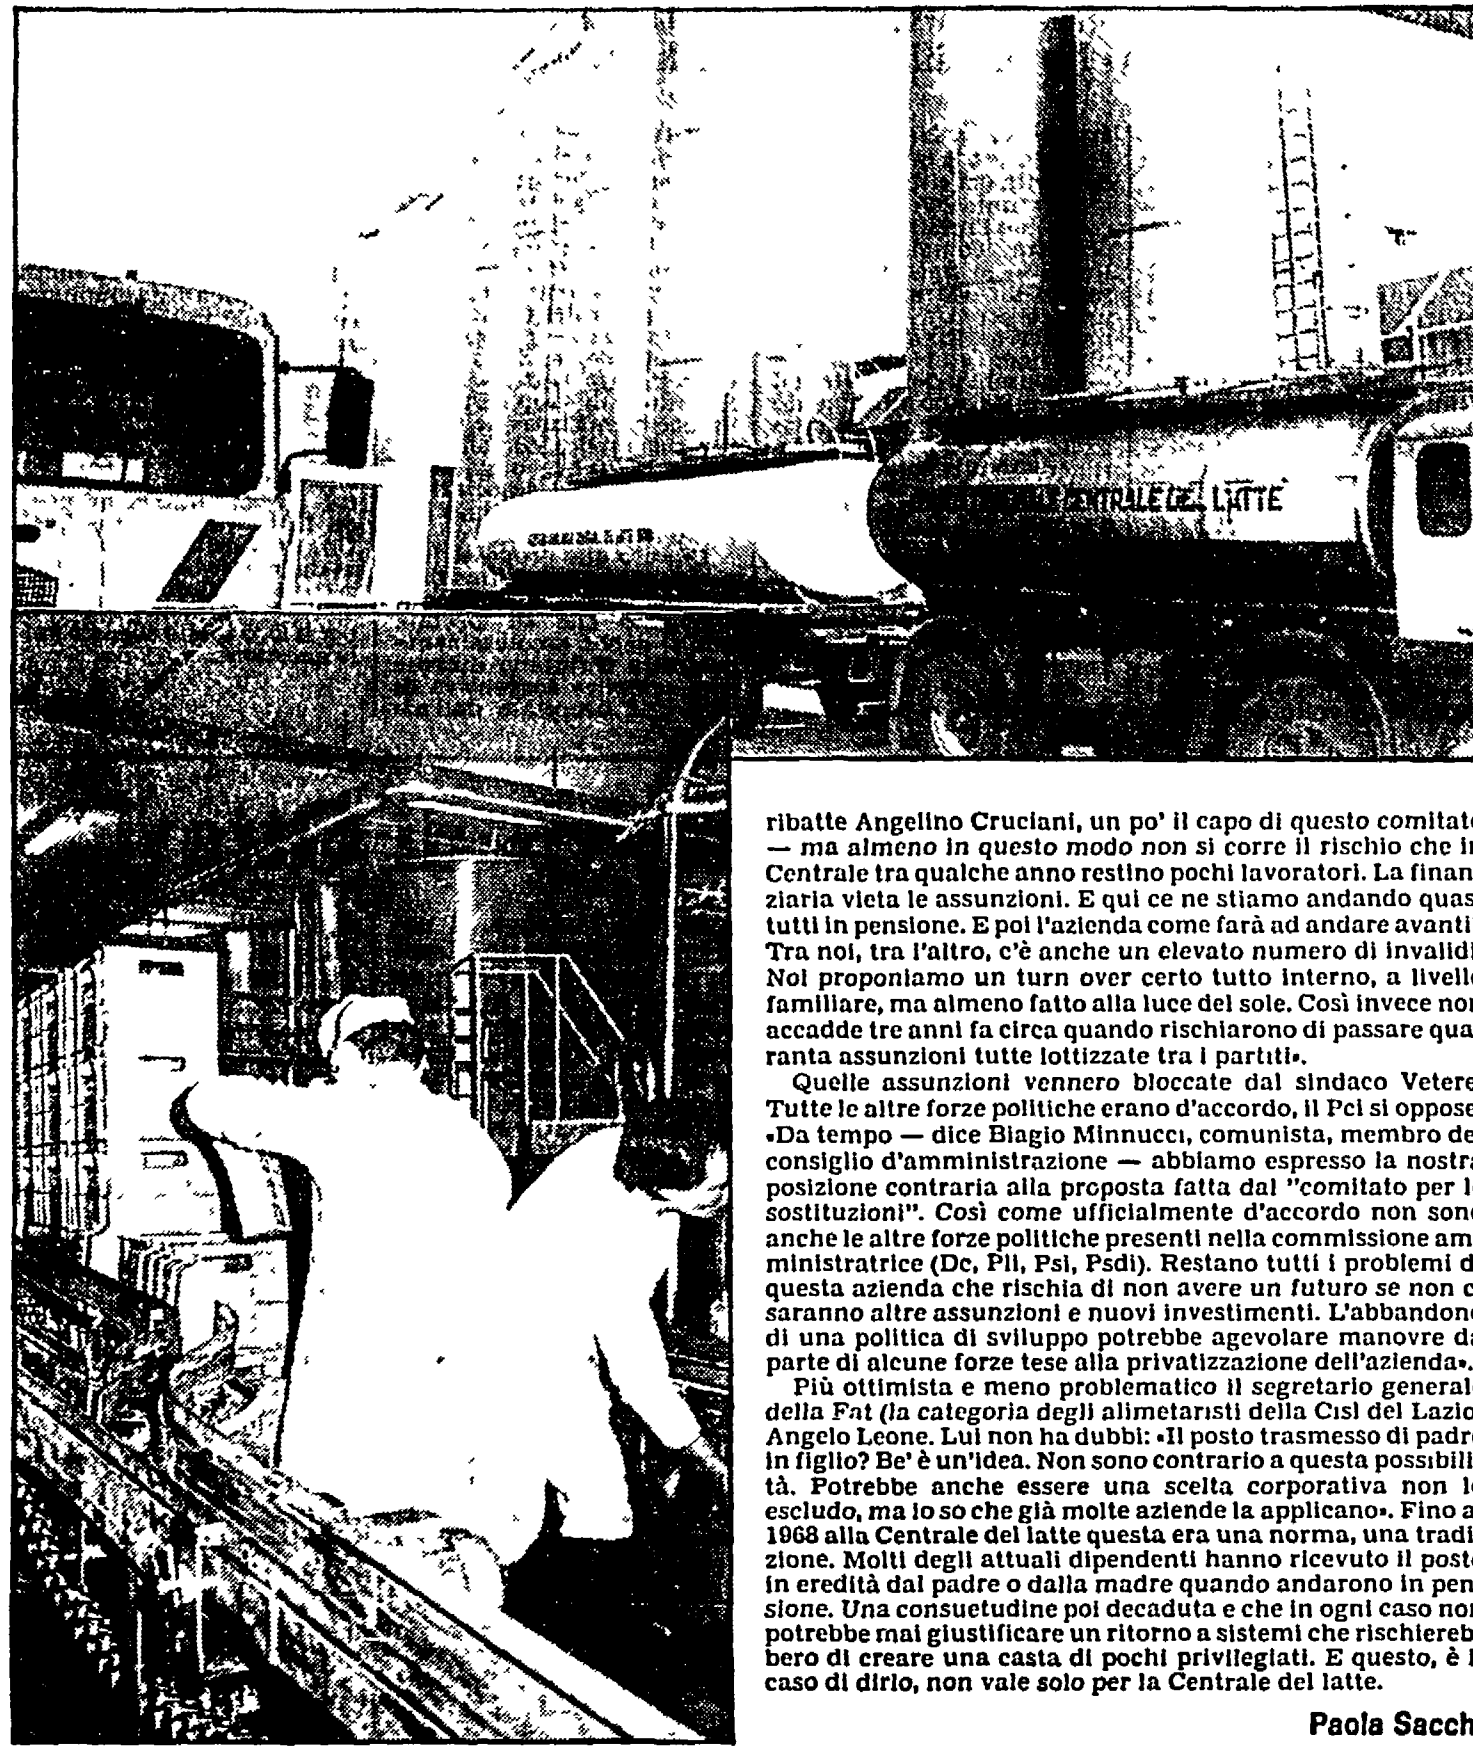 CENTRALE DEL LATTE
ribatte Angelino Cruciani, un po' il capo di questo comitato
— ma almeno in questo modo non si corre il rischio che in
Centrale tra qualche anno restino pochi lavoratori. La finan
ziaria vieta le assunzioni. E qui ce ne stiamo andando quas
tutti in pensione. E poi l'azienda come farà ad andare avanti
Tra noi, tra l'altro, c'è anche un elevato numero di invalidi
Noi proponiamo un turn over certo tutto interno, a livello
familiare, ma almeno fatto alla luce del sole. Così invece non
accadde tre anni fa circa quando rischiarono di passare qua
ranta assunzioni tutte lottizzate tra i partiti».
Quelle assunzioni vennero bloccate dal sindaco Vetere
Tutte le altre forze politiche erano d'accordo, il Pci si oppose
«Da tempo — dice Biagio Minnucci, comunista, membro de
consiglio d'amministrazione — abbiamo espresso la nostra
posizione contraria alla proposta fatta dal "comitato per l
sostituzioni". Così come ufficialmente d'accordo non sono
anche le altre forze politiche presenti nella commissione am
ministratrice (Dc, Pli, Psi, Psdi). Restano tutti i problemi d
questa azienda che rischia di non avere un futuro se non c
saranno altre assunzioni e nuovi investimenti. L'abbandono
di una politica di sviluppo potrebbe agevolare manovre da
parte di alcune forze tese alla privatizzazione dell'azienda».
Più ottimista e meno problematico il segretario general
della Fat (la categoria degli alimetaristi della Cisl del Lazio
Angelo Leone. Lui non ha dubbi: «Il posto trasmesso di padre
in figlio? Be' è un'idea. Non sono contrario a questa possibili
tà. Potrebbe anche essere una scelta corporativa non l
escludo, ma io so che già molte aziende la applicano». Fino a
1968 alla Centrale del latte questa era una norma, una tradi
zione. Molti degli attuali dipendenti hanno ricevuto il posto
in eredità dal padre o dalla madre quando andarono in pen
sione. Una consuetudine poi decaduta e che in ogni caso non
potrebbe mai giustificare un ritorno a sistemi che rischiereb
bero di creare una casta di pochi privilegiati. E questo, è i
caso di dirlo, non vale solo per la Centrale del latte.
Paola Sacch